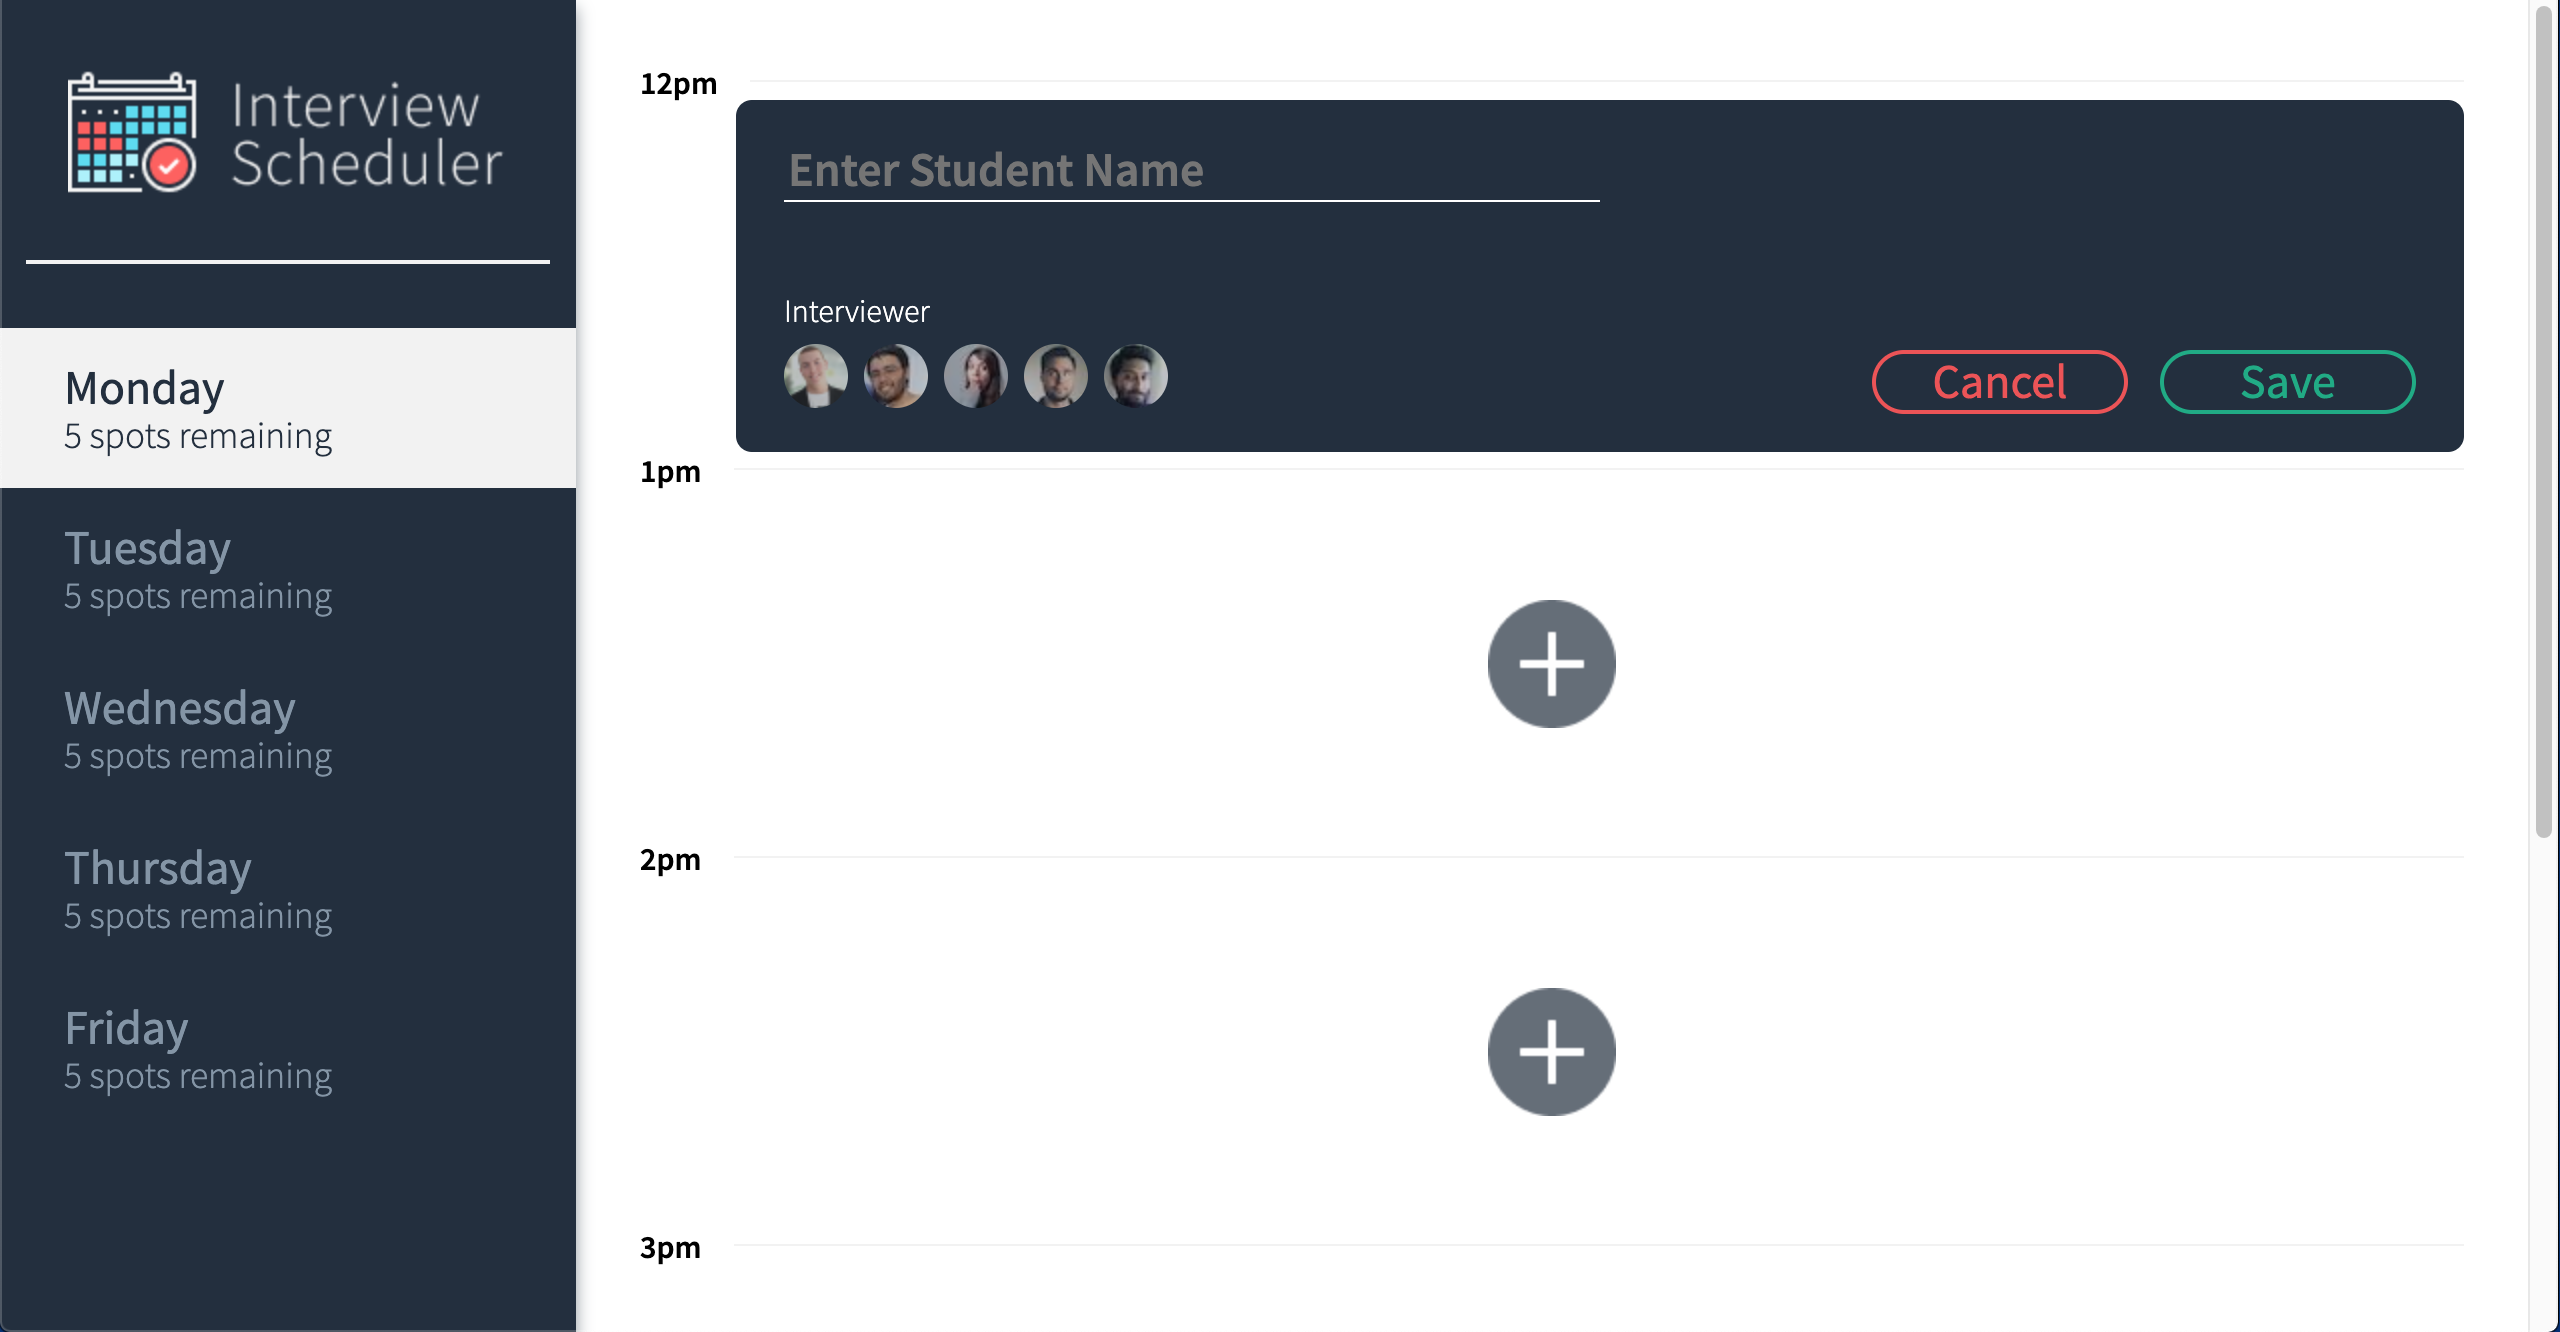 Interview
Scheduler
Monday
5 spots remaining
Tuesday
5 spots remaining
Wednesday
5 spots remaining
Thursday
5 spots remaining
Friday
5 spots remaining
12pm
Enter Student Name
Interviewer
Cancel
Save
1pm
2pm
3pm